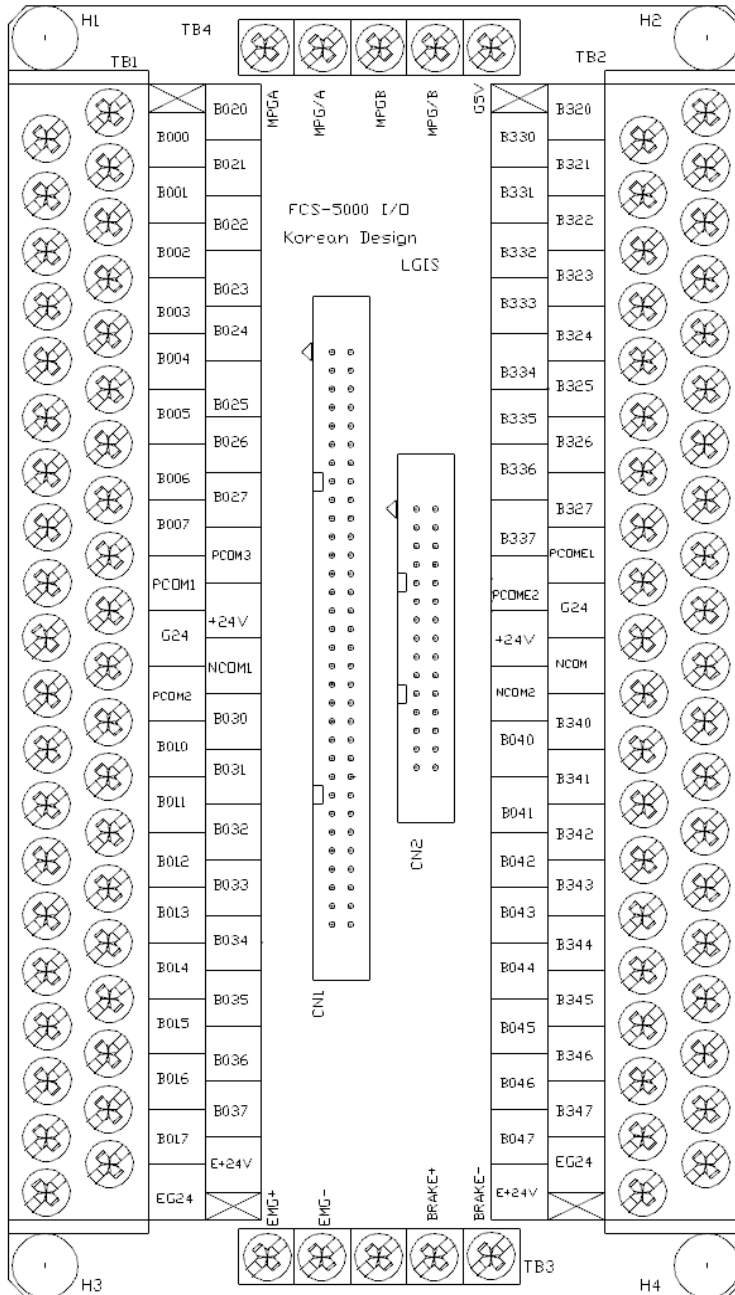 H1
H2
TB4
TB1
TB2
MPGA
MPG/A
MPGB
MPG/B
G5V
FCS-5000 I/O
Korean Design
LGIS
B000
B001
B002
B003
B004
B005
B006
B007
PCOM1
G24
PCOM2
B010
B011
B012
B013
B014
B015
B016
B017
EG24
B020
B021
B022
B023
B024
B025
B026
B027
PCOM3
+24V
NCOM1
B030
B031
B032
B033
B034
B035
B036
B037
E+24V
CN1
CN2
B330
B331
B332
B333
B334
B335
B336
B337
PCOME2
+24V
NCOM2
B040
B041
B042
B043
B044
B045
B046
B047
E+24V
B320
B321
B322
B323
B324
B325
B326
B327
PCOME1
G24
NCOM
B340
B341
B342
B343
B344
B345
B346
B347
EG24
EMG+
EMG-
BRAKE+
BRAKE-
TB3
H3
H4